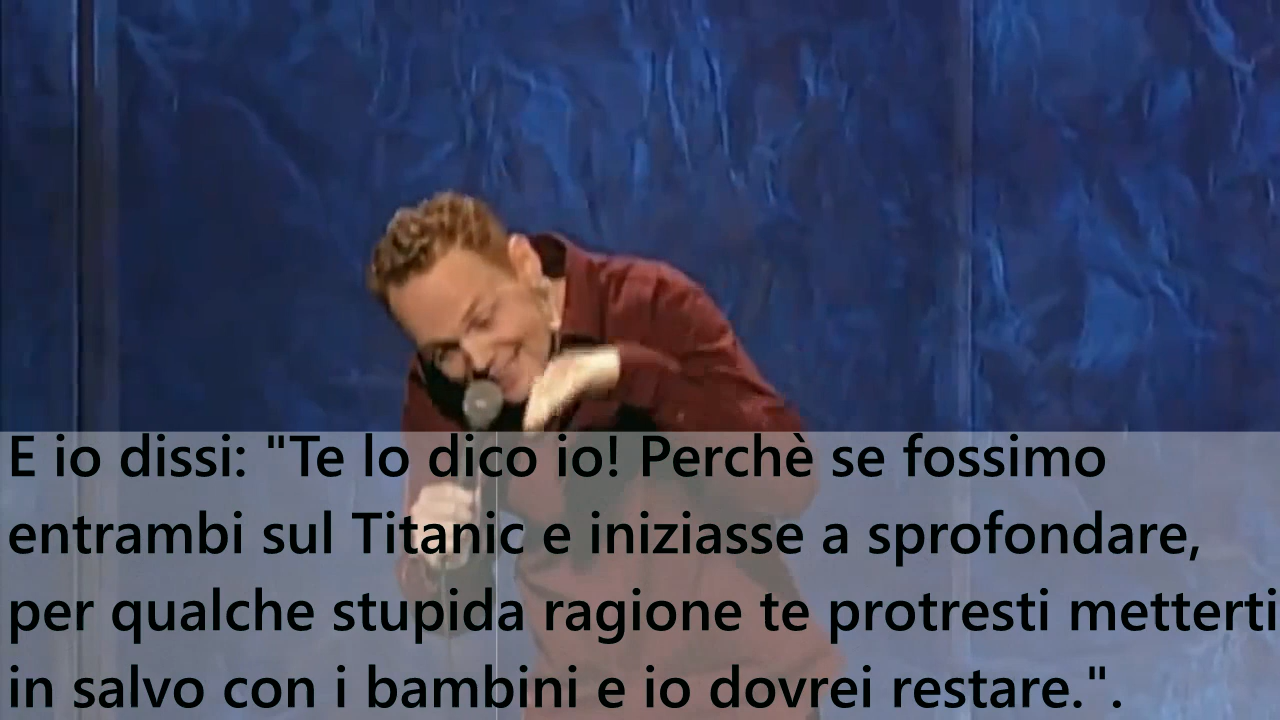 E io dissi: "Te lo dico io! Perchè se fossimo
entrambi sul Titanic e iniziasse a sprofondare,
per qualche stupida ragione te protresti metterti
in salvo con i bambini e io dovrei restare.".